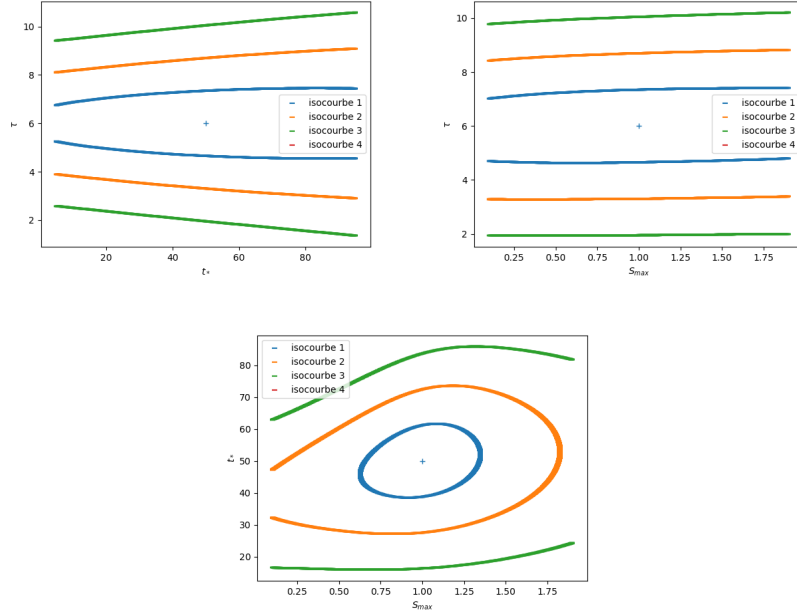 10
8
6
4
2
τ
isocourbe 1
isocourbe 2
isocourbe 3
isocourbe 4
20 40 60 80
t*
10
8
6
4
2
τ
isocourbe 1
isocourbe 2
isocourbe 3
isocourbe 4
0.25 0.50 0.75 1.00 1.25 1.50 1.75
Smax
80
70
60
50
40
30
20
t*
isocourbe 1
isocourbe 2
isocourbe 3
isocourbe 4
0.25 0.50 0.75 1.00 1.25 1.50 1.75
Smax